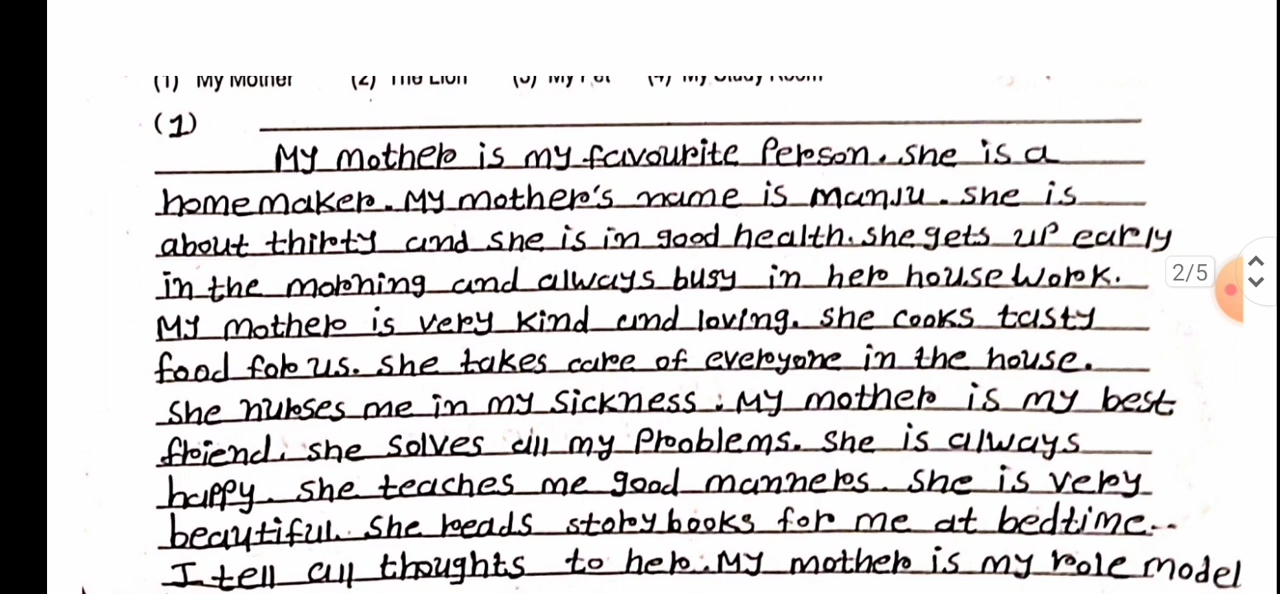 (1) My Mother (2) The Lion (3) My Pet (4) My Study Room
(1)
My mother is my favourite Person. she is a
homemaker. My mother's name is manju. she is
about thirty and she is in good health. she gets up early
in the morning and always busy in her house work.
My mother is very kind and loving. she cooks tasty
food for us. she takes care of everyone in the house.
she nurses me in my sickness. My mother is my best
friend. she solves all my Problems. she is always
happy. she teaches me good manners. she is very
beautiful. she reads story books for me at bedtime..
I tell all thoughts to her. My mother is my role model
2/5